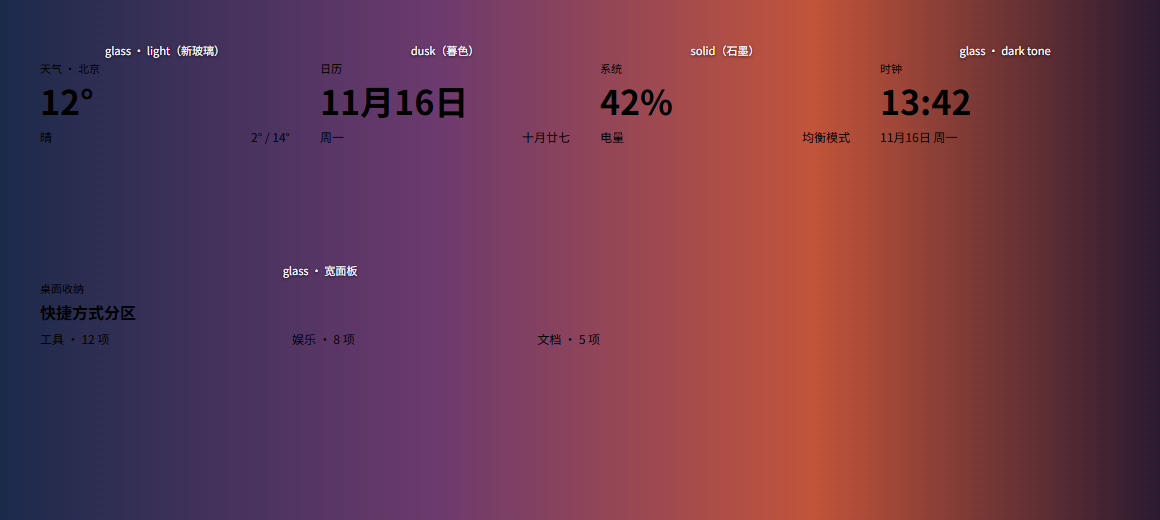 glass · light（新玻璃）
天气 · 北京
12°
晴
2° / 14°
dusk（暮色）
日历
11月16日
周一
十月廿七
solid（石墨）
系统
42%
电量
均衡模式
glass · dark tone
时钟
13:42
11月16日 周一
glass · 宽面板
桌面收纳
快捷方式分区
工具 · 12 项
娱乐 · 8 项
文档 · 5 项